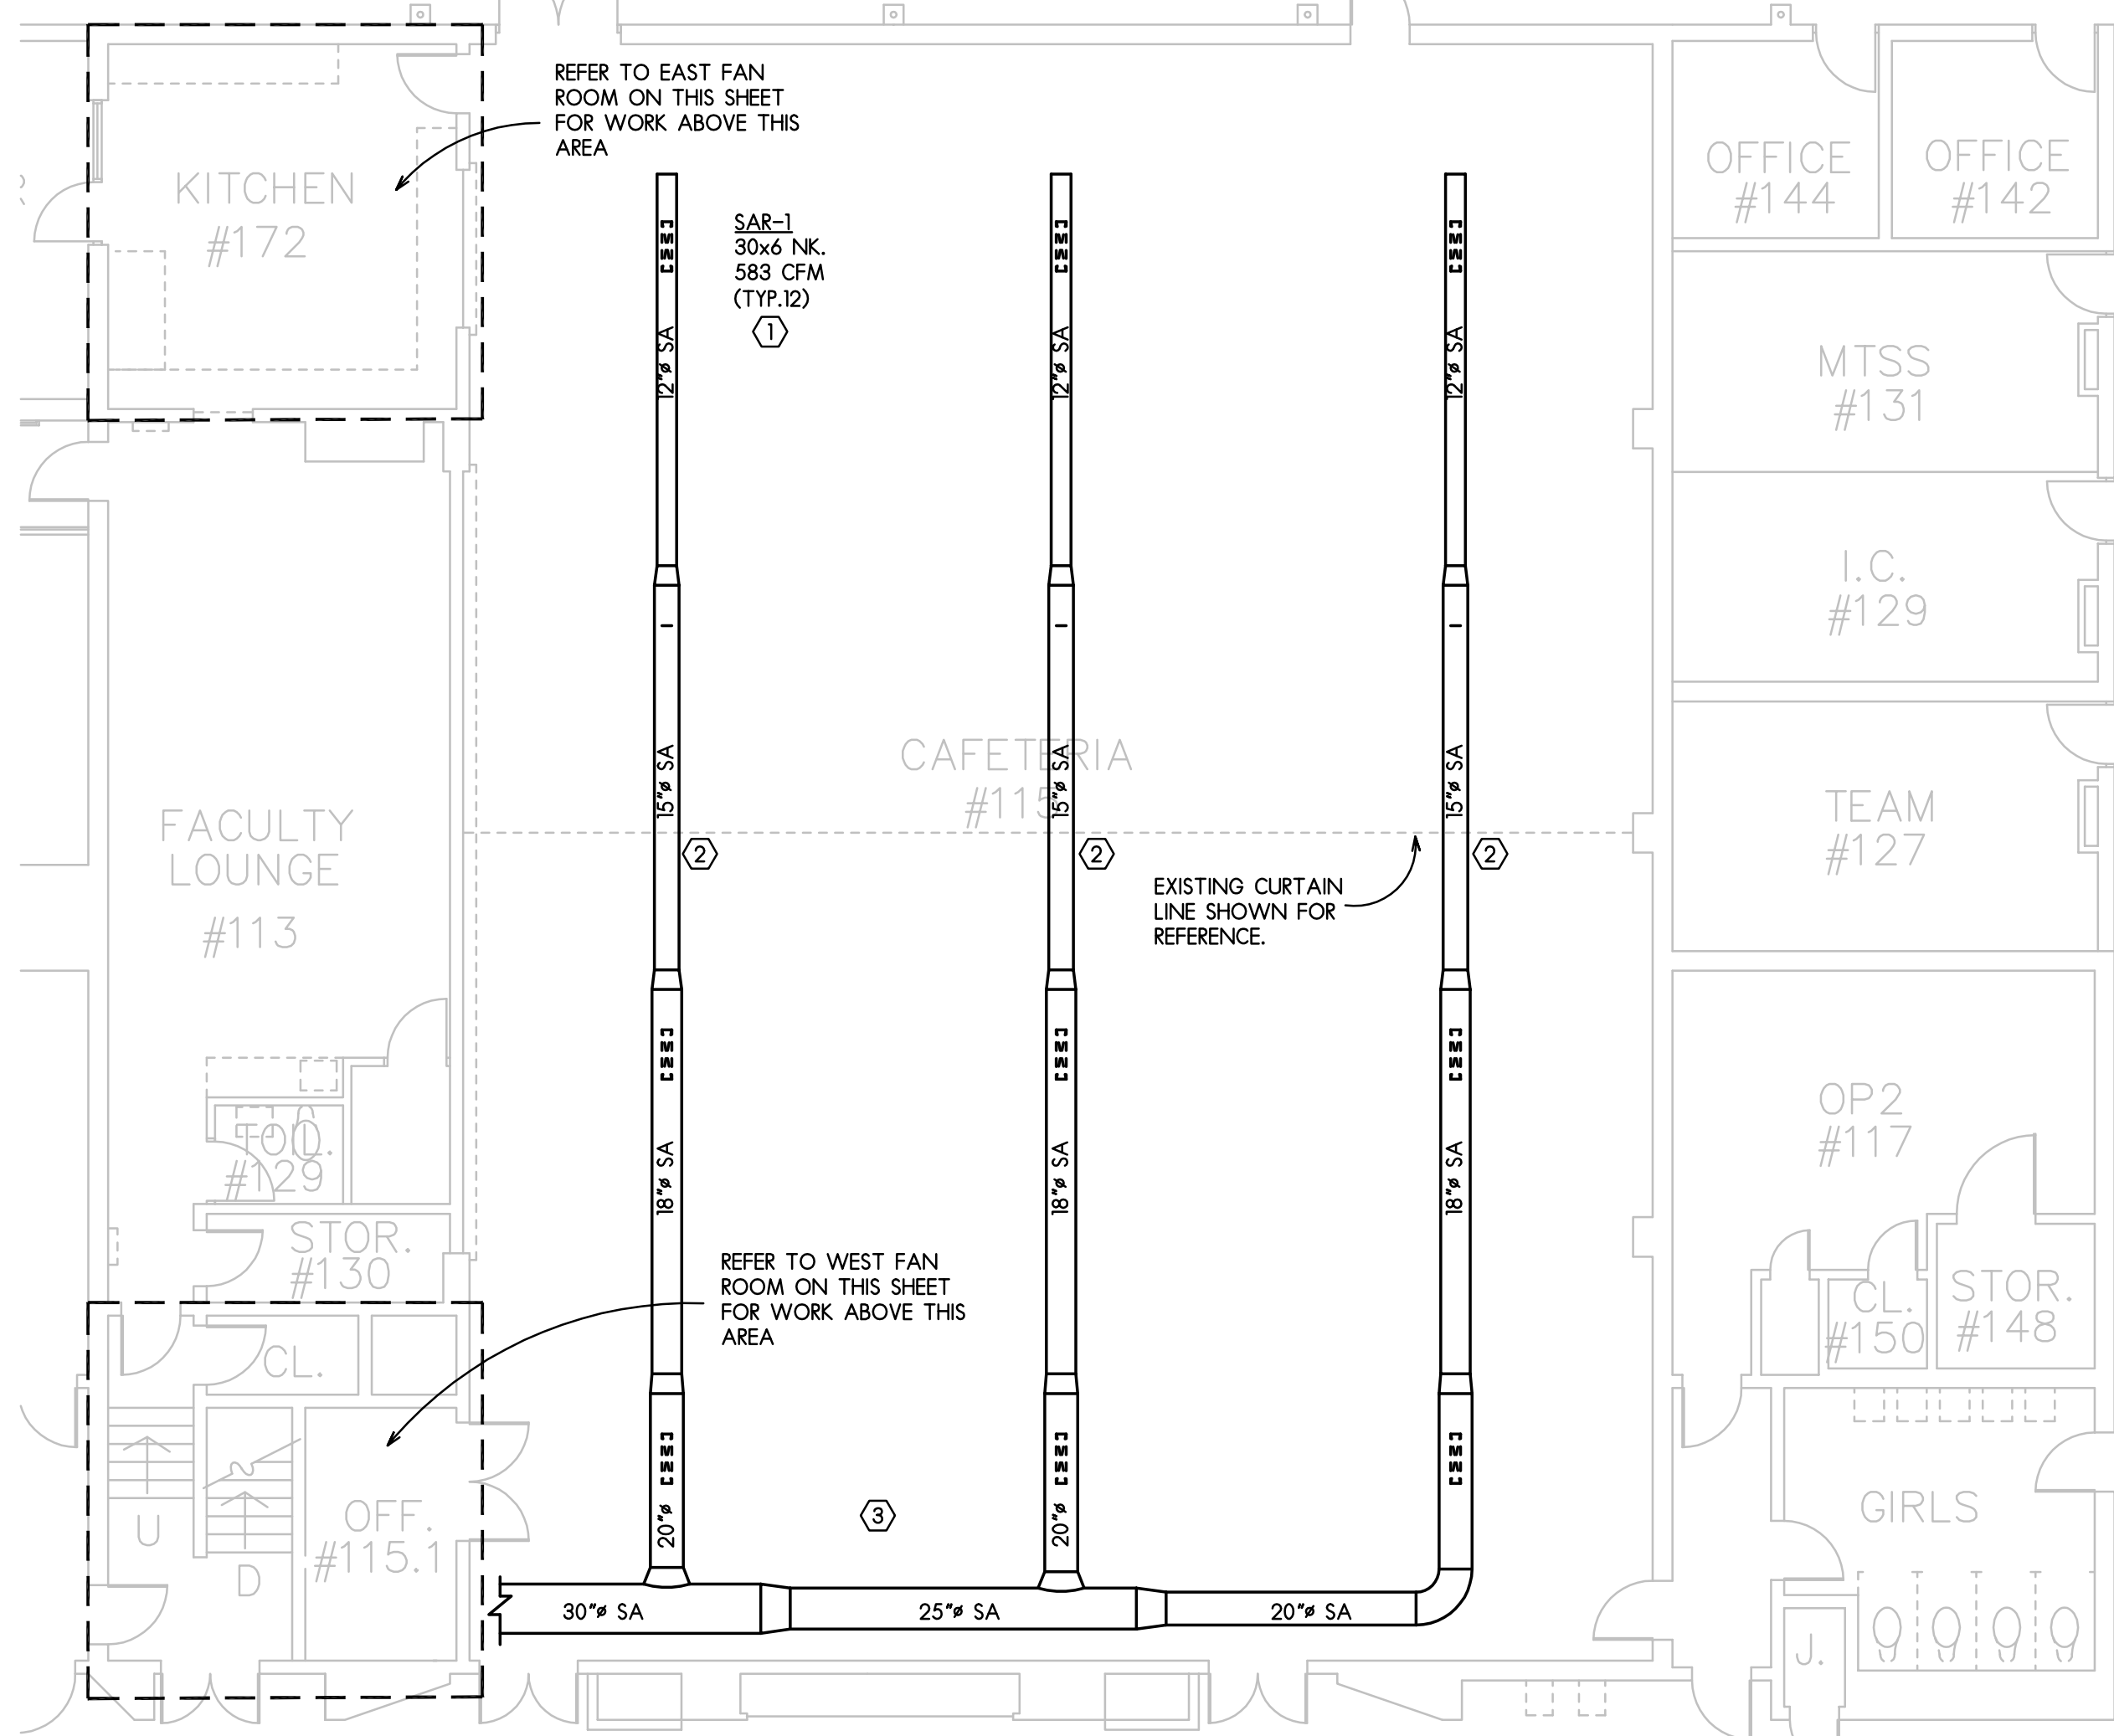 REFER TO EAST FAN
ROOM ON THIS SHEET
FOR WORK ABOVE THIS
AREA
KITCHEN
#172
SAR-1
30x6 NK.
583 CFM
(TYP.12)
1
OFFICE
#144
OFFICE
#142
12"ø SA
12"ø SA
12"ø SA
MTSS
#131
I.C.
#129
CAFETERIA
#115
15"ø SA
15"ø SA
15"ø SA
2
2
2
EXISTING CURTAIN
LINE SHOWN FOR
REFERENCE.
TEAM
#127
FACULTY
LOUNGE
#113
TOIL.
#129
STOR.
#130
18"ø SA
18"ø SA
18"ø SA
OP2
#117
REFER TO WEST FAN
ROOM ON THIS SHEET
FOR WORK ABOVE THIS
AREA
CL.
#150
STOR.
#148
CL.
U
D
OFF.
#115.1
20"ø
20"ø
3
GIRLS
J.
30"ø SA
25"ø SA
20"ø SA